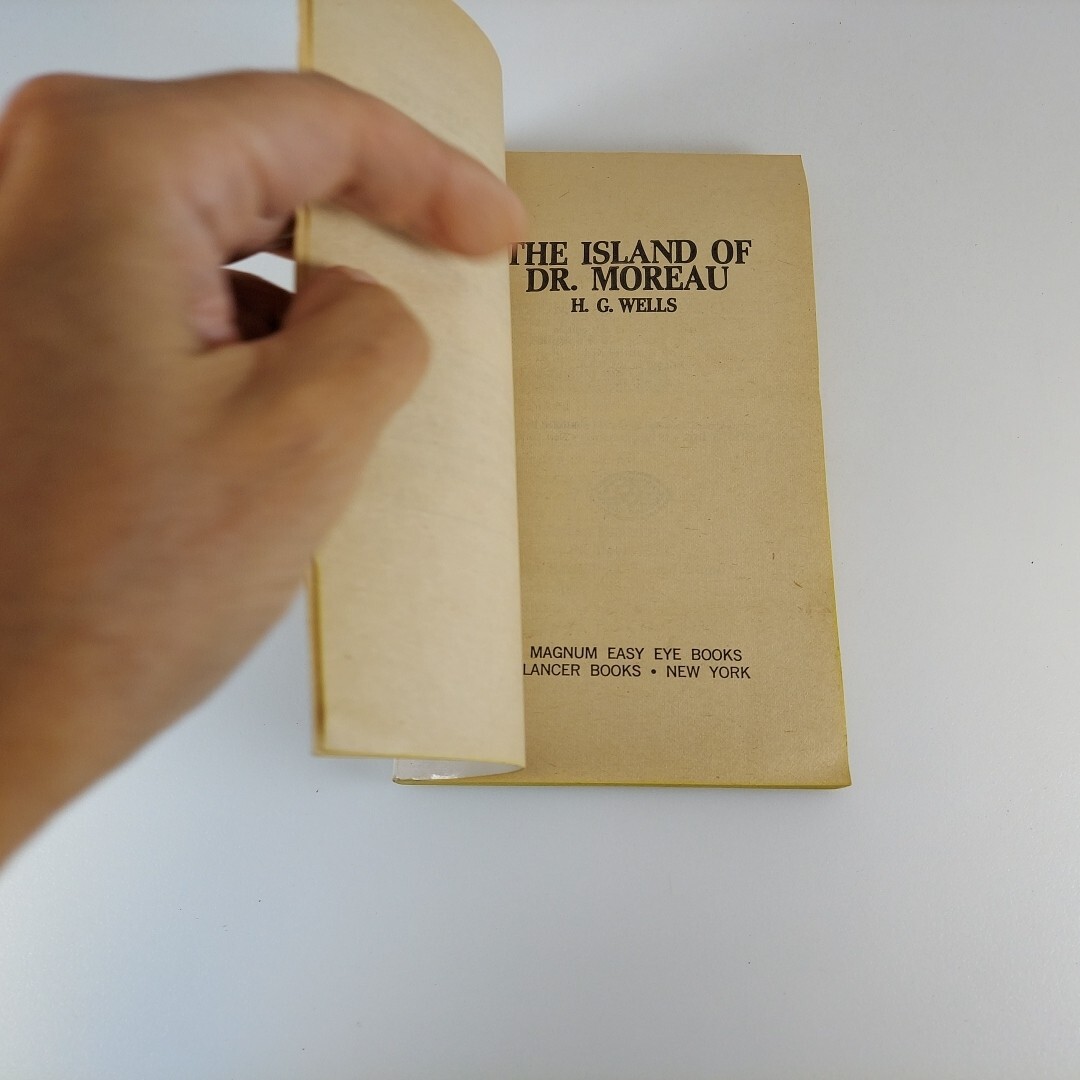 THE ISLAND OF
DR. MOREAU
H. G. WELLS
MAGNUM EASY EYE BOOKS
LANCER BOOKS • NEW YORK